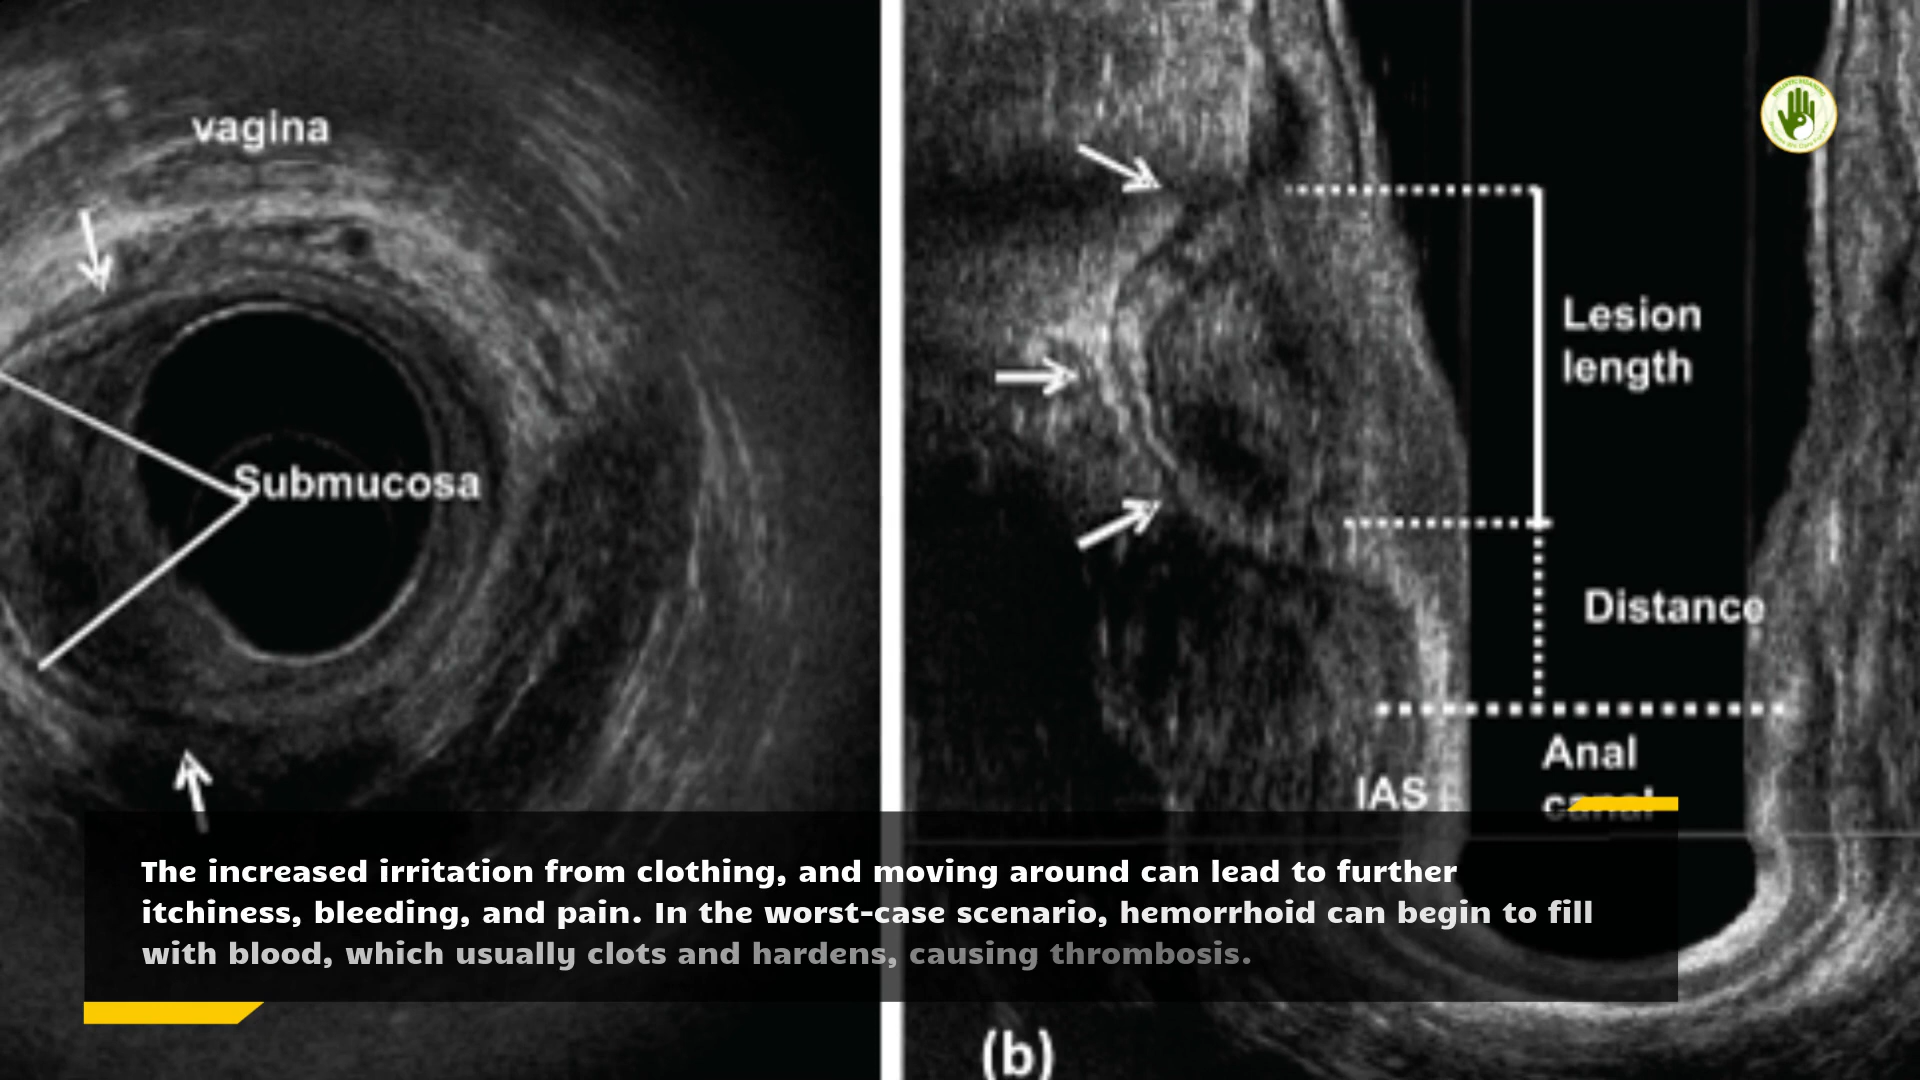 vagina
Submucosa
Lesion
length
Distance
Anal
canal
IAS
The increased irritation from clothing, and moving around can lead to further
itchiness, bleeding, and pain. In the worst-case scenario, hemorrhoid can begin to fill
with blood, which usually clots and hardens, causing thrombosis.
(b)